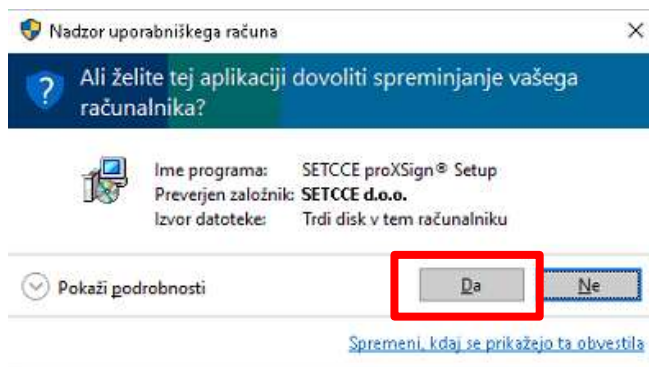 Nadzor uporabniškega računa
Ali želite tej aplikaciji dovoliti spreminjanje vašega
računalnika?
Ime programa: SETCCE proXSign® Setup
Preverjen založnik: SETCCE d.o.o.
Izvor datoteke: Trdi disk v tem računalniku
Pokaži podrobnosti
Da
Ne
Spremeni, kdaj se prikažejo ta obvestila